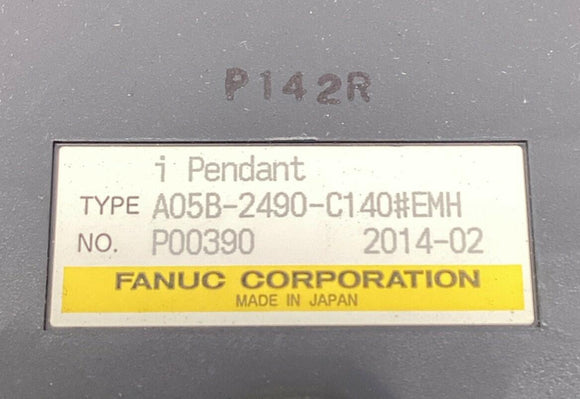 P142R
i Pendant
TYPE A05B-2490-C140#EMH
NO. P00390 2014-02
FANUC CORPORATION
MADE IN JAPAN